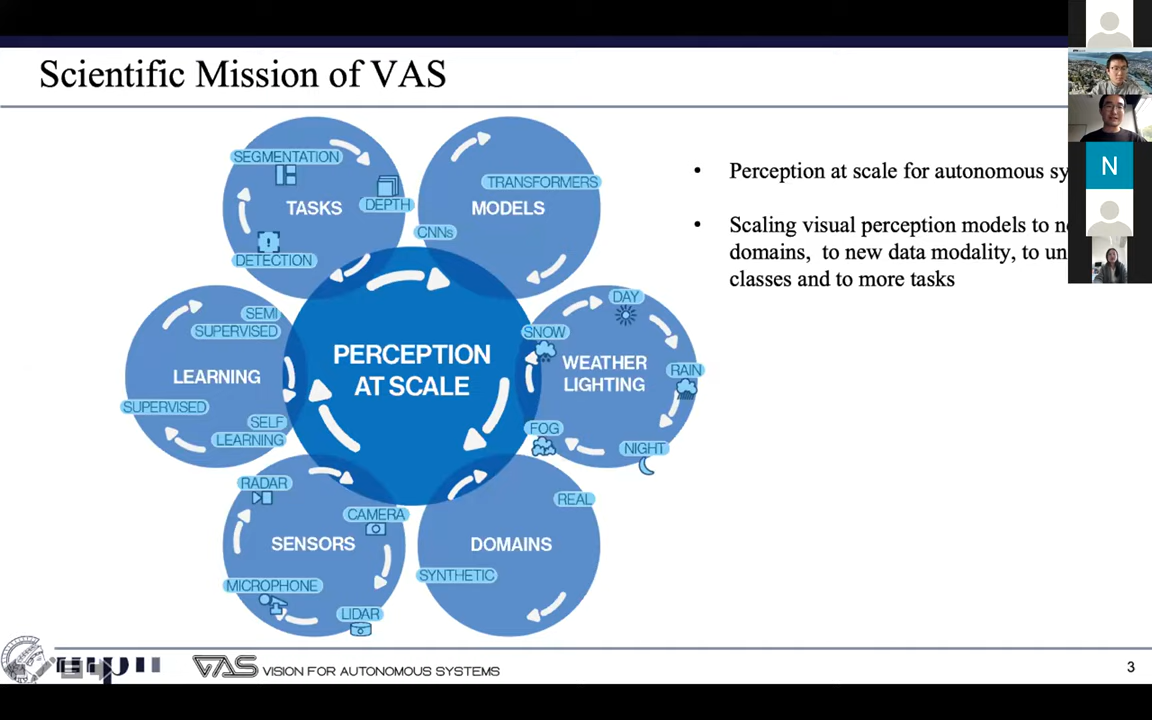 Scientific Mission of VAS
SEGMENTATION
DEPTH
TASKS
DETECTION
TRANSFORMERS
MODELS
CNNs
SEMI
SUPERVISED
LEARNING
SUPERVISED
SELF
LEARNING
PERCEPTION
AT SCALE
DAY
SNOW
WEATHER
LIGHTING
RAIN
FOG
NIGHT
RADAR
CAMERA
SENSORS
MICROPHONE
LIDAR
REAL
DOMAINS
SYNTHETIC
• Perception at scale for autonomous
• Scaling visual perception models to
domains, to new data modality, to
classes and to more tasks
N
VAS VISION FOR AUTONOMOUS SYSTEMS
3